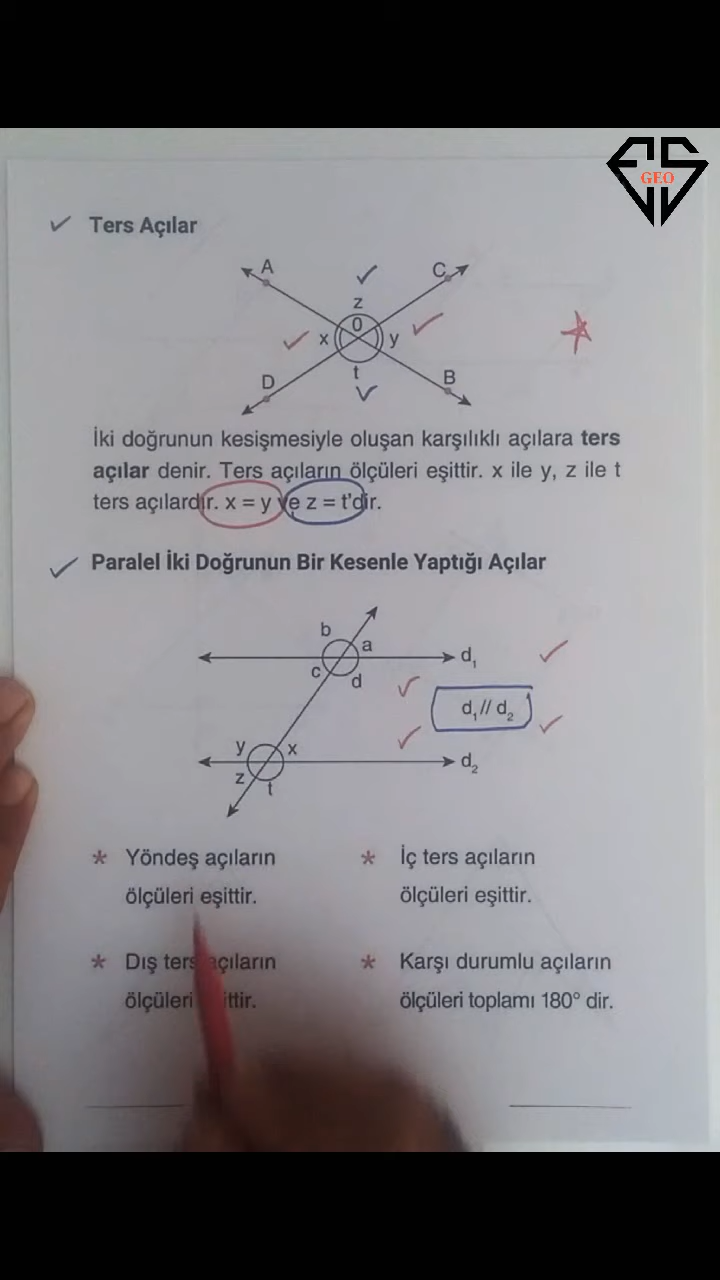 GEO
Ters Açılar
A
C
z
O
x
y
t
D
B
İki doğrunun kesişmesiyle oluşan karşılıklı açılara ters
açılar denir. Ters açıların ölçüleri eşittir. x ile y, z ile t
ters açılardır. x = y ve z = t'dir.
Paralel İki Doğrunun Bir Kesenle Yaptığı Açılar
b
a
d₁
c
d
d₁ // d₂
y
x
d₂
z
t
* Yöndeş açıların
ölçüleri eşittir.
* İç ters açıların
ölçüleri eşittir.
* Dış ters açıların
ölçüleri
* Karşı durumlu açıların
ölçüleri toplamı 180° dir.